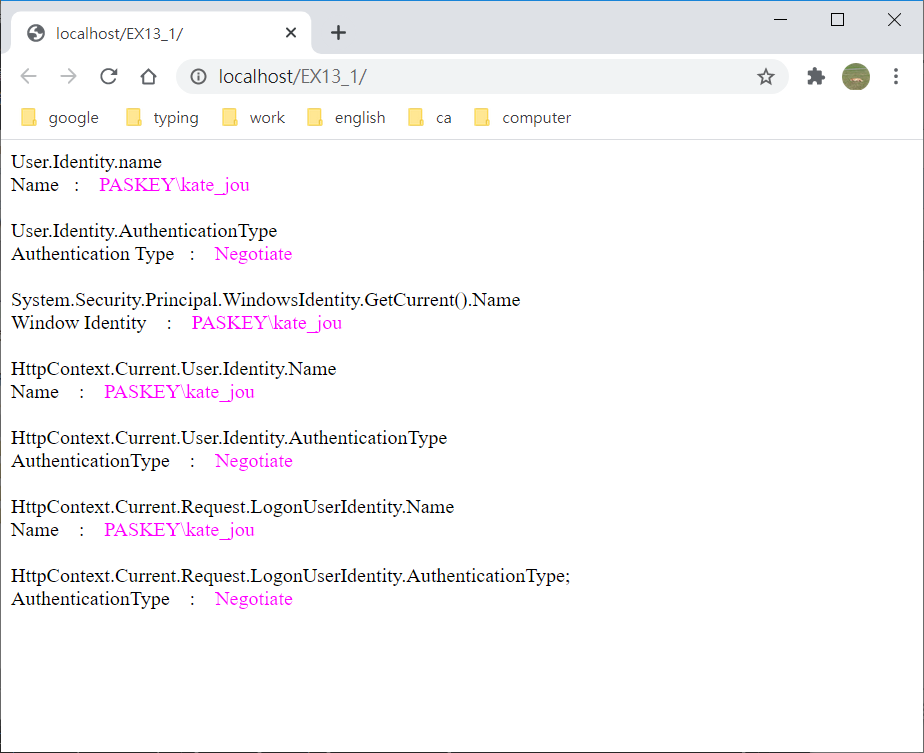 localhost/EX13_1/
localhost/EX13_1/
google typing work english ca computer
User.Identity.name
Name : PASKEY\kate_jou
User.Identity.AuthenticationType
Authentication Type : Negotiate
System.Security.Principal.WindowsIdentity.GetCurrent().Name
Window Identity : PASKEY\kate_jou
HttpContext.Current.User.Identity.Name
Name : PASKEY\kate_jou
HttpContext.Current.User.Identity.AuthenticationType
AuthenticationType : Negotiate
HttpContext.Current.Request.LogonUserIdentity.Name
Name : PASKEY\kate_jou
HttpContext.Current.Request.LogonUserIdentity.AuthenticationType;
AuthenticationType : Negotiate